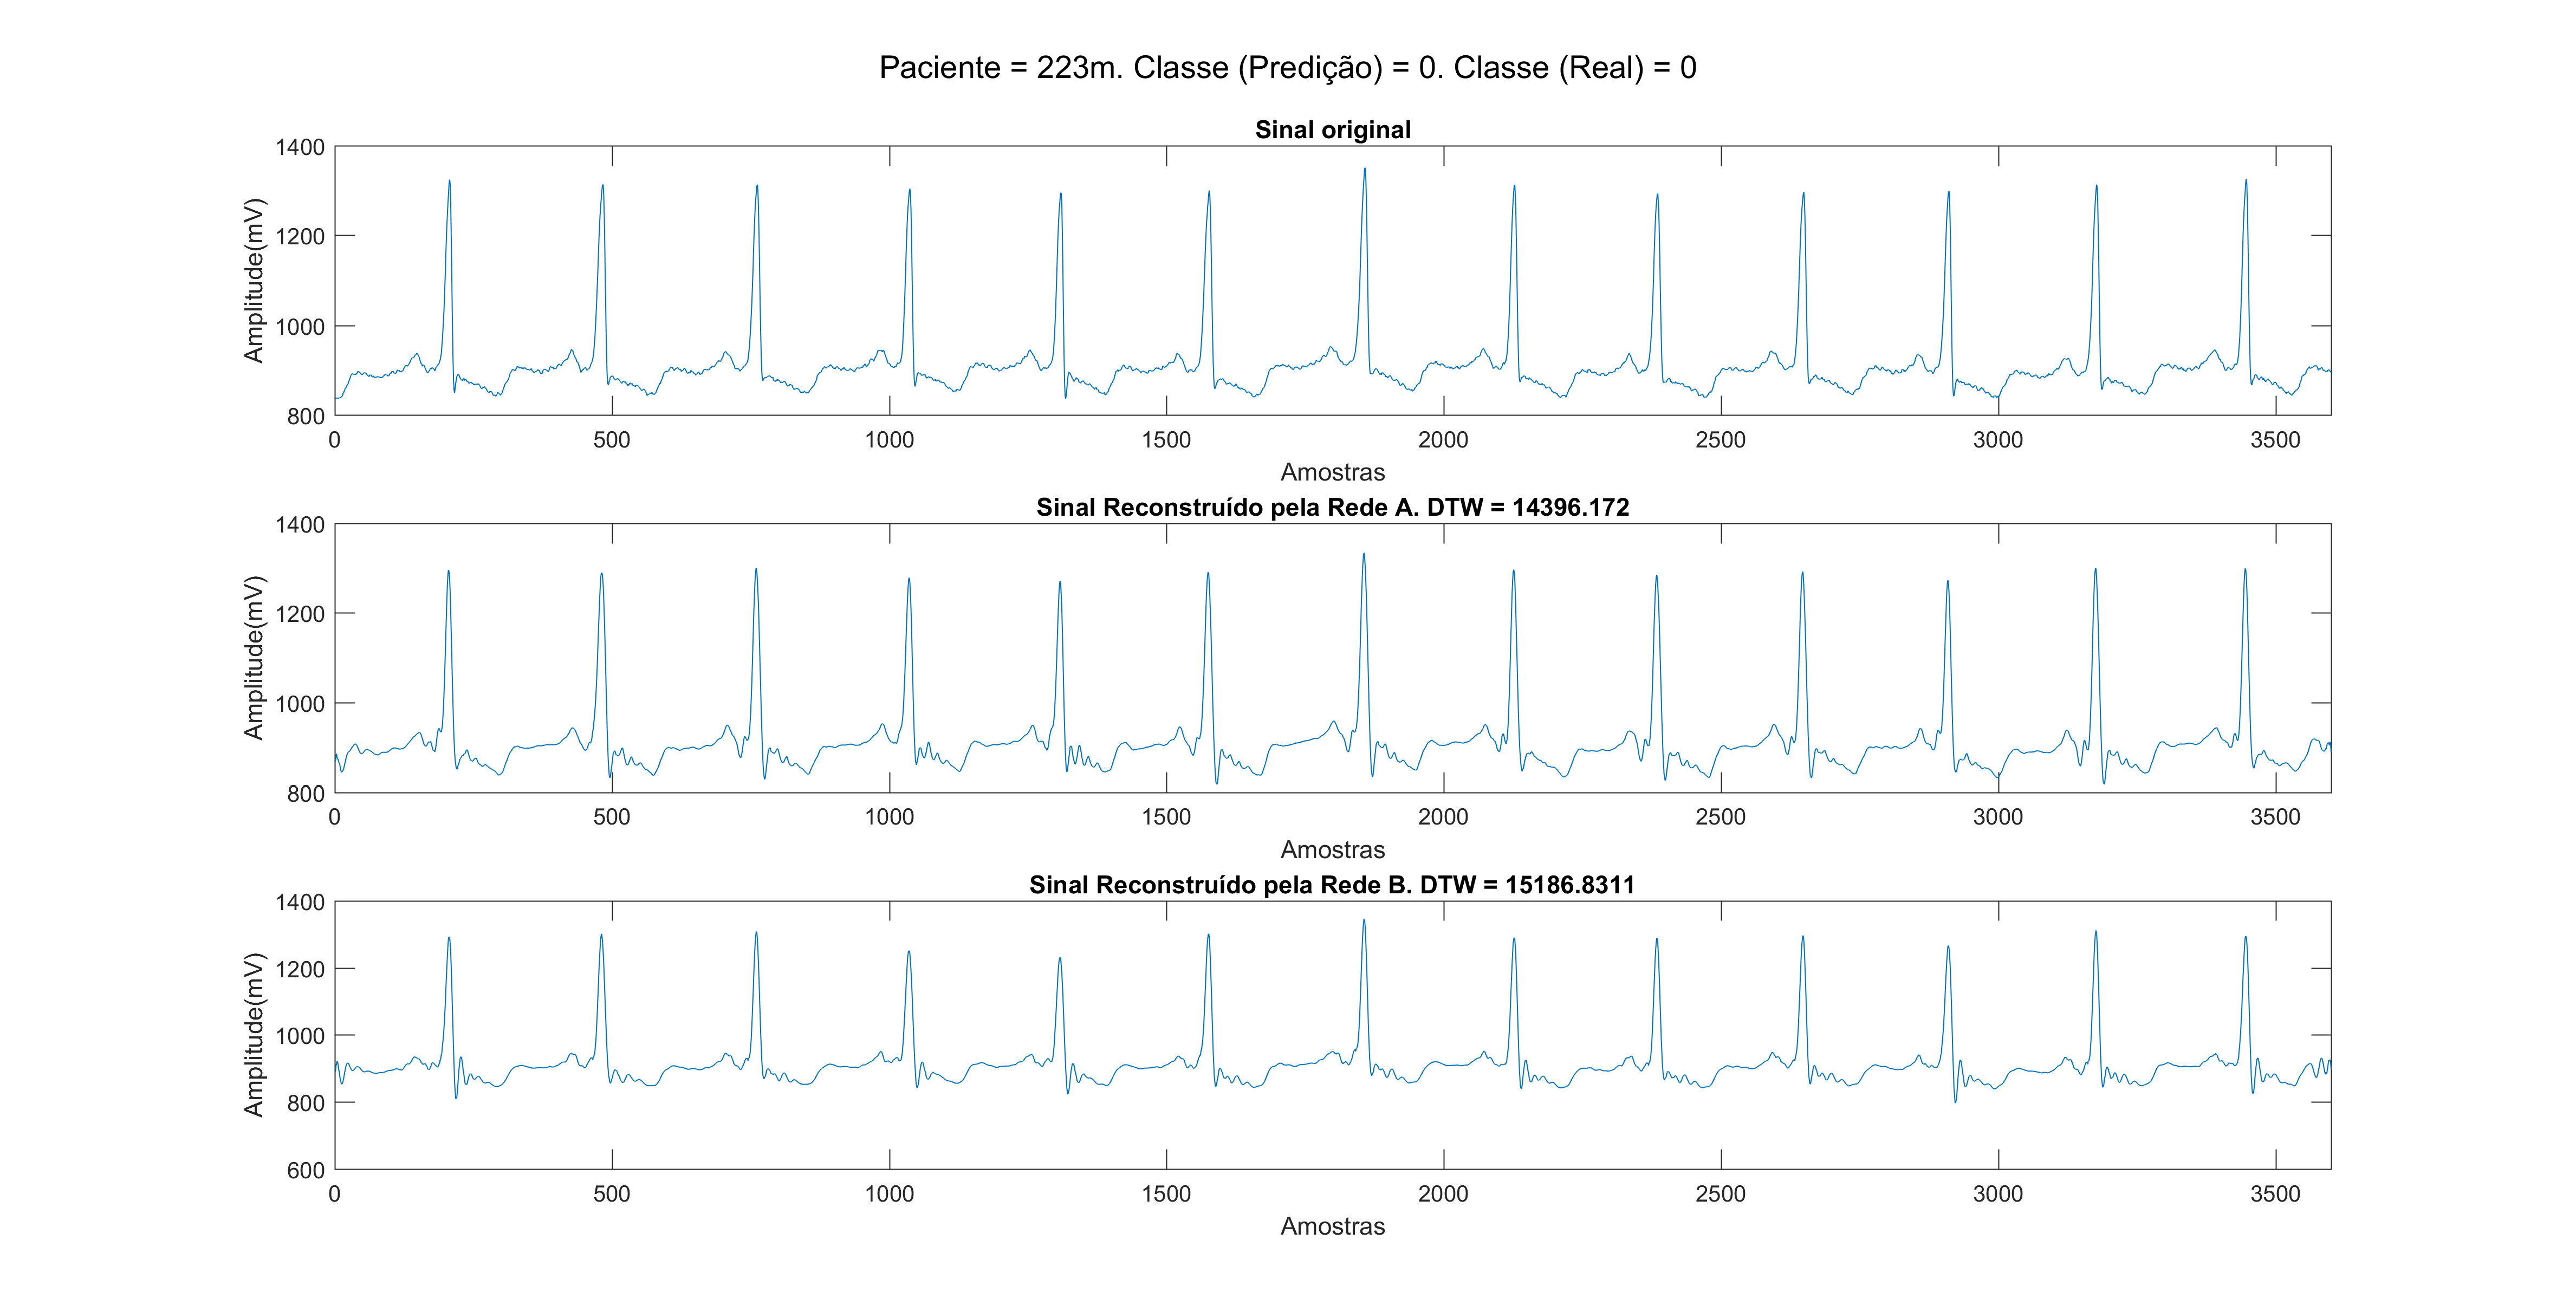 Paciente = 223m. Classe (Predição) = 0. Classe (Real) = 0
Sinal original
Amplitude(mV)
1400
1200
1000
800
0 500 1000 1500 2000 2500 3000 3500
Amostras
Sinal Reconstruído pela Rede A. DTW = 14396.172
Amplitude(mV)
1400
1200
1000
800
0 500 1000 1500 2000 2500 3000 3500
Amostras
Sinal Reconstruído pela Rede B. DTW = 15186.8311
Amplitude(mV)
1400
1200
1000
800
600
0 500 1000 1500 2000 2500 3000 3500
Amostras